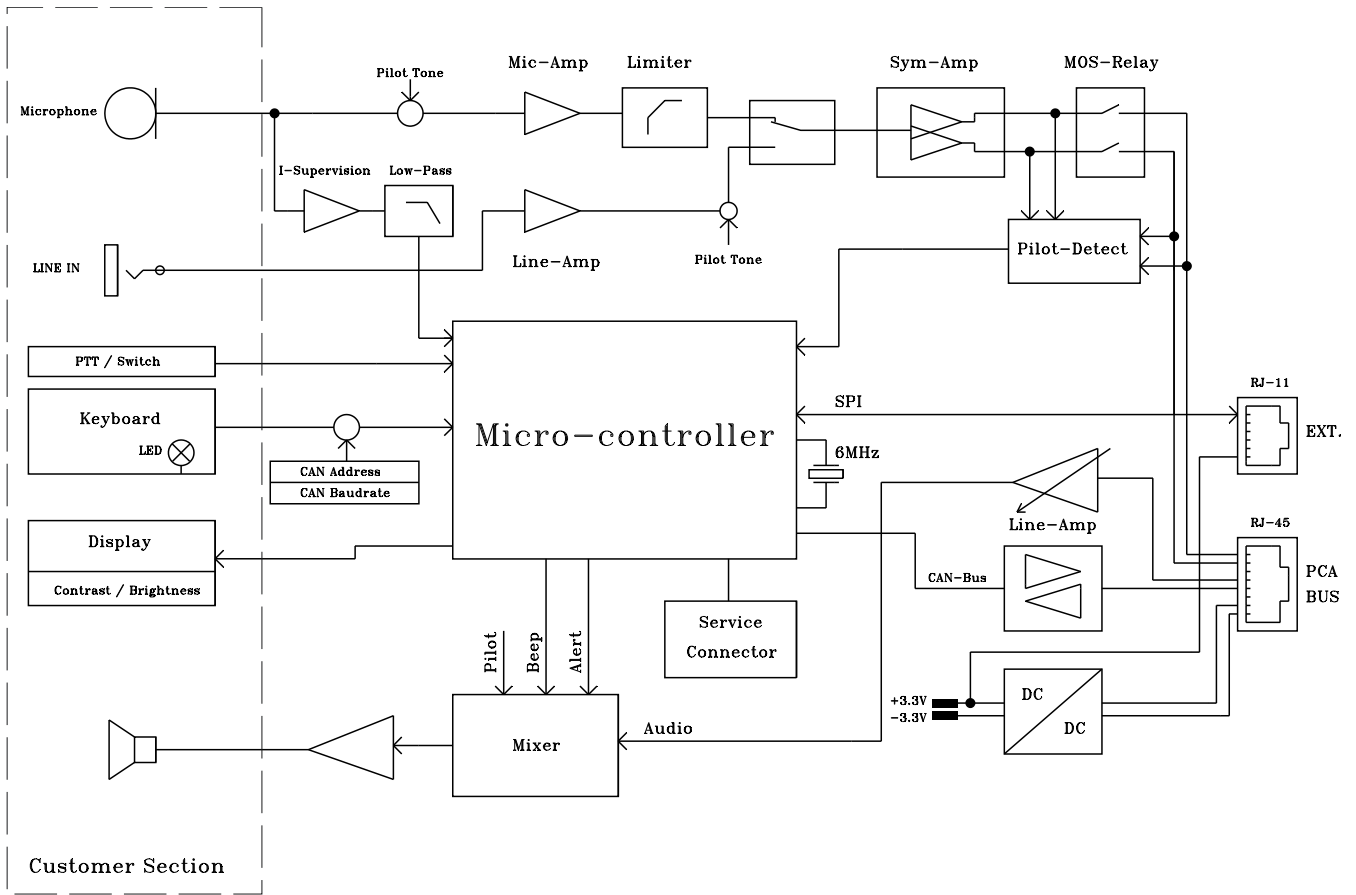 Mic-Amp
Limiter
Sym-Amp
MOS-Relay
Pilot Tone
Microphone
I-Supervision
Low-Pass
Line-Amp
Pilot Tone
Pilot-Detect
LINE IN
PTT / Switch
Keyboard
LED
CAN Address
CAN Baudrate
Micro-controller
SPI
6MHz
RJ-11
EXT.
Line-Amp
RJ-45
PCA
BUS
CAN-Bus
Display
Contrast / Brightness
Service
Connector
Pilot
Beep
Alert
+3.3V
-3.3V
DC
DC
Audio
Mixer
Customer Section